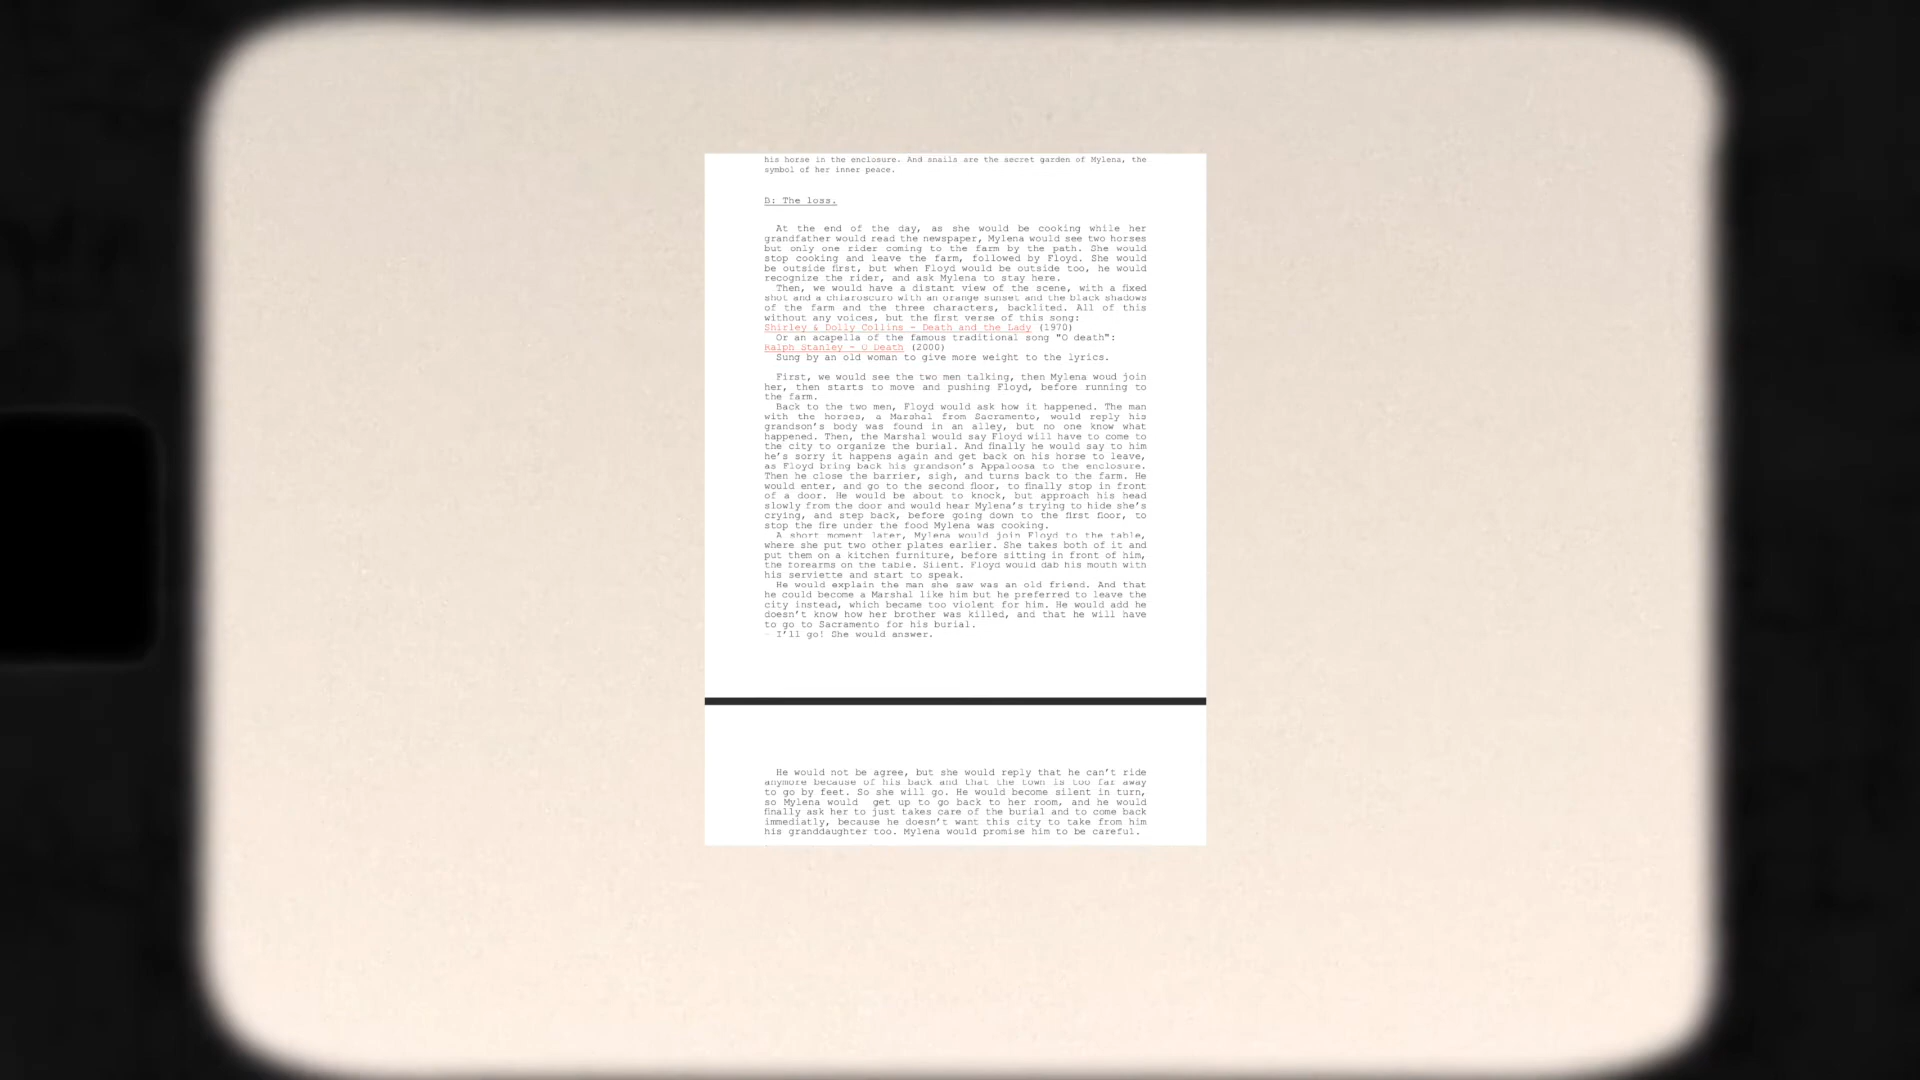 his horse in the enclosure. And snails are the secret garden of Mylena, the
symbol of her inner peace.
D: The loss.
At the end of the day, as she would be cooking while her
grandfather would read the newspaper, Mylena would see two horses
but only one rider coming to the farm by the path. She would
stop cooking and leave the farm, followed by Floyd. She would
be outside first, but when Floyd would be outside too, he would
recognize the rider, and ask Mylena to stay here.
Then, we would have a distant view of the scene, with a fixed
shot and a chiaroscuro with an orange sunset and the black shadows
of the farm and the three characters, backlited. All of this
without any voices, but the first verse of this song:
Shirley & Dolly Collins - Death and the Lady (1970)
Or an acapella of the famous traditional song "O death":
Ralph Stanley - O Death (2000)
Sung by an old woman to give more weight to the lyrics.
First, we would see the two men talking, then Mylena woud join
her, then starts to move and pushing Floyd, before running to
the farm.
Back to the two men, Floyd would ask how it happened. The man
with the horses, a Marshal from Sacramento, would reply his
grandson's body was found in an alley, but no one know what
happened. Then, the Marshal would say Floyd will have to come to
the city to organize the burial. And finally he would say to him
he's sorry it happens again and get back on his horse to leave,
as Floyd bring back his grandson's Appaloosa to the enclosure.
Then he close the barrier, sigh, and turns back to the farm. He
would enter, and go to the second floor, to finally stop in front
of a door. He would be about to knock, but approach his head
slowly from the door and would hear Mylena's trying to hide she's
crying, and step back, before going down to the first floor, to
stop the fire under the food Mylena was cooking.
A short moment later, Mylena would join Floyd to the table,
where she put two other plates earlier. She takes both of it and
put them on a kitchen furniture, before sitting in front of him,
the forearms on the table. Silent. Floyd would dab his mouth with
his serviette and start to speak.
He would explain the man she saw was an old friend. And that
he could become a Marshal like him but he preferred to leave the
city instead, which became too violent for him. He would add he
doesn't know how her brother was killed, and that he will have
to go to Sacramento for his burial.
- I'll go! She would answer.
He would not be agree, but she would reply that he can't ride
anymore because of his back and that the town is too far away
to go by feet. So she will go. He would become silent in turn,
so Mylena would get up to go back to her room, and he would
finally ask her to just takes care of the burial and to come back
immediatly, because he doesn't want this city to take from him
his granddaughter too. Mylena would promise him to be careful.